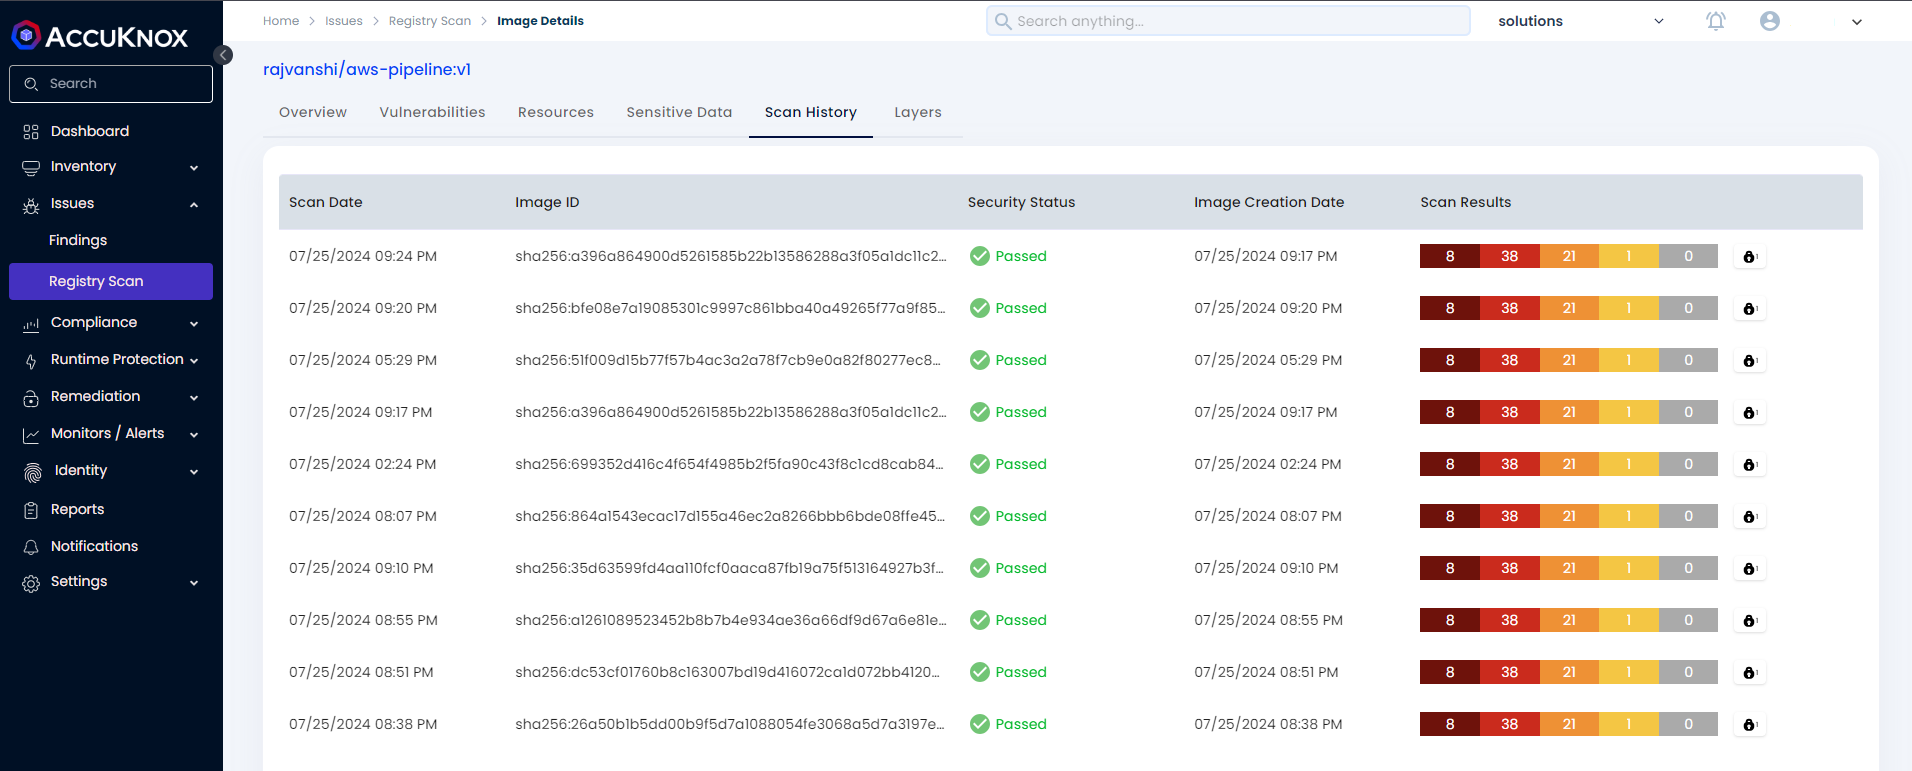 ACCUKNOX
Search
Dashboard
Inventory
Issues
Findings
Registry Scan
Compliance
Runtime Protection
Remediation
Monitors / Alerts
Identity
Reports
Notifications
Settings
Home > Issues > Registry Scan > Image Details
Search anything...
solutions
rajvanshi/aws-pipeline:v1
Overview Vulnerabilities Resources Sensitive Data Scan History Layers
Scan Date Image ID Security Status Image Creation Date Scan Results
07/25/2024 09:24 PM sha256:a396a864900d5261585b22b13586288a3f05a1dc11c2... Passed 07/25/2024 09:17 PM 8 38 21 1 0 1
07/25/2024 09:20 PM sha256:bfe08e7a19085301c9997c861bba40a49265f77a9f85... Passed 07/25/2024 09:20 PM 8 38 21 1 0 1
07/25/2024 05:29 PM sha256:51f009d15b77f57b4ac3a2a78f7cb9e0a82f80277ec8... Passed 07/25/2024 05:29 PM 8 38 21 1 0 1
07/25/2024 09:17 PM sha256:a396a864900d5261585b22b13586288a3f05a1dc11c2... Passed 07/25/2024 09:17 PM 8 38 21 1 0 1
07/25/2024 02:24 PM sha256:699352d416c4f654f4985b2f5fa90c43f8c1cd8cab84... Passed 07/25/2024 02:24 PM 8 38 21 1 0 1
07/25/2024 08:07 PM sha256:864a1543ecac17d155a46ec2a8266bbb6bde08ffe45... Passed 07/25/2024 08:07 PM 8 38 21 1 0 1
07/25/2024 09:10 PM sha256:35d63599fd4aa110fcf0aaca87fb19a75f513164927b3f... Passed 07/25/2024 09:10 PM 8 38 21 1 0 1
07/25/2024 08:55 PM sha256:a1261089523452b8b7b4e934ae36a66df9d67a6e81e... Passed 07/25/2024 08:55 PM 8 38 21 1 0 1
07/25/2024 08:51 PM sha256:dc53cf01760b8c163007bd19d416072ca1d072bb4120... Passed 07/25/2024 08:51 PM 8 38 21 1 0 1
07/25/2024 08:38 PM sha256:26a50b1b5dd00b9f5d7a1088054fe3068a5d7a3197e... Passed 07/25/2024 08:38 PM 8 38 21 1 0 1